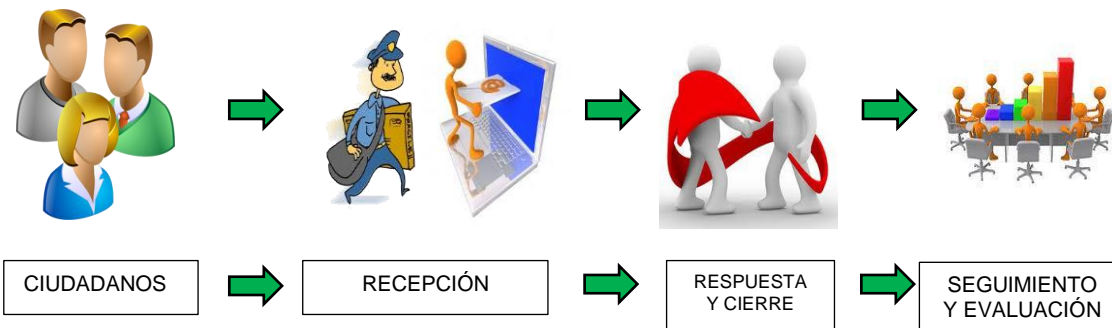 CIUDADANOS
RECEPCIÓN
RESPUESTA
Y CIERRE
SEGUIMIENTO
Y EVALUACIÓN